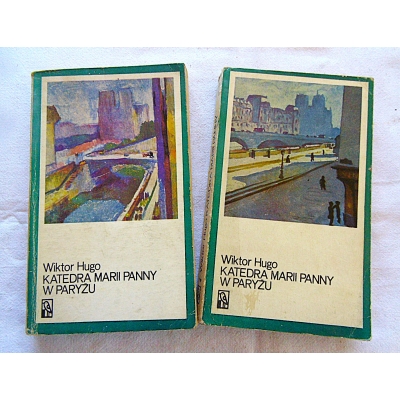 Wiktor Hugo
KATEDRA MARII PANNY
W PARYŻU
Wiktor Hugo
KATEDRA MARII PANNY
W PARYŻU